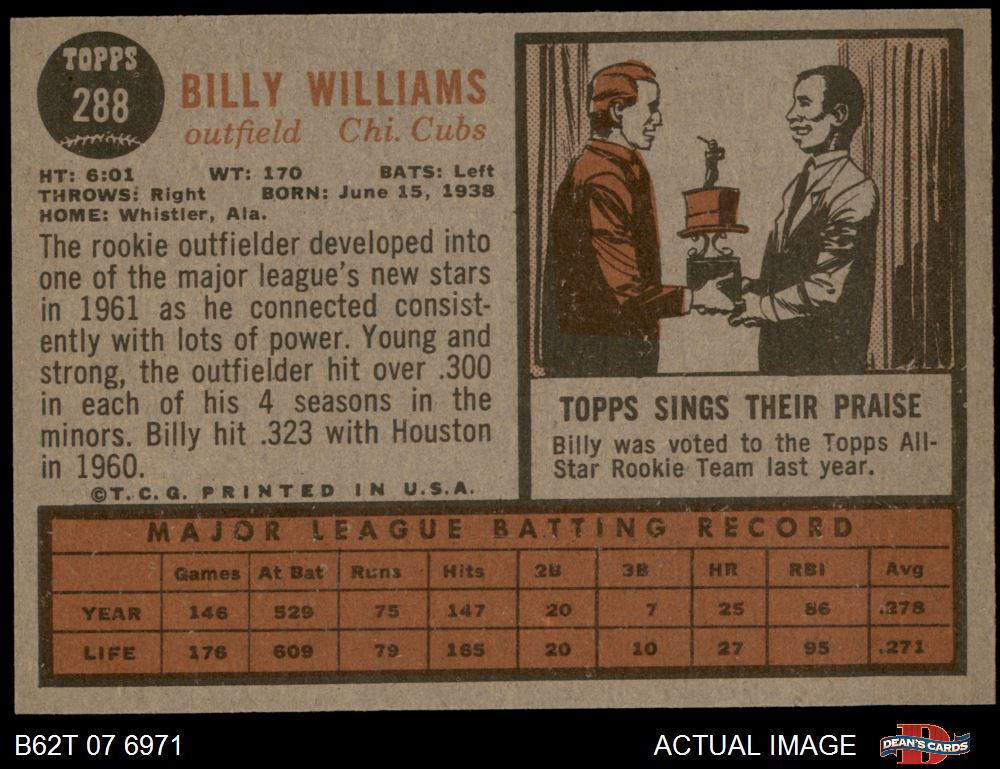 TOPPS
288
BILLY WILLIAMS
outfield Chi. Cubs
HT: 6:01 WT: 170 BATS: Left
THROWS: Right BORN: June 15, 1938
HOME: Whistler, Ala.
The rookie outfielder developed into
one of the major league's new stars
in 1961 as he connected consist-
ently with lots of power. Young and
strong, the outfielder hit over .300
in each of his 4 seasons in the
minors. Billy hit .323 with Houston
in 1960.
©T.C.G. PRINTED IN U.S.A.
TOPPS SINGS THEIR PRAISE
Billy was voted to the Topps All-
Star Rookie Team last year.
MAJOR LEAGUE BATTING RECORD
Games At Bat Runs Hits 2B 3B HR RBI Avg
YEAR 146 529 75 147 20 7 25 86 .278
LIFE 176 609 79 165 20 10 27 95 .271
B62T 07 6971
ACTUAL IMAGE
DEAN'S CARDS